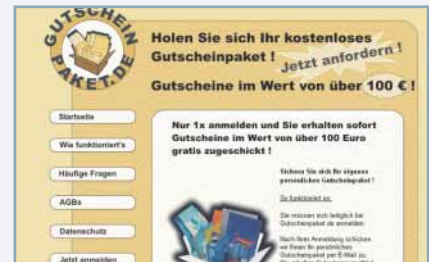 GUTSCHEIN
PAKET.DE
Holen Sie sich Ihr kostenloses
Gutscheinpaket !
Jetzt anfordern !
Gutscheine im Wert von über 100 € !
Startseite
Wie funktioniert's
Häufige Fragen
AGBs
Datenschutz
Jetzt anmelden
Nur 1x anmelden und Sie erhalten sofort
Gutscheine im Wert von über 100 Euro
gratis zugeschickt !
Sichern Sie sich Ihr eigenes
persönliches Gutscheinpaket !
So funktioniert es:
Sie müssen sich lediglich bei
Gutscheinpaket.de anmelden.
Nach Ihrer Anmeldung schicken
wir Ihnen Ihr persönliches
Gutscheinpaket per E-Mail zu.